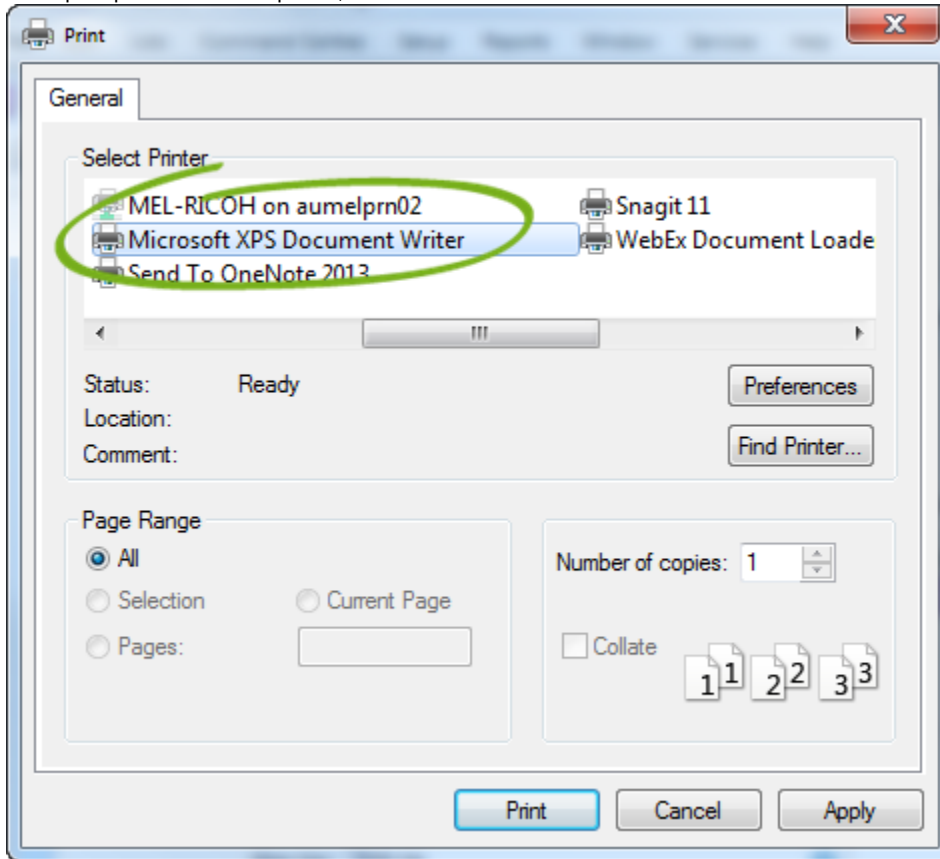 Print
General
Select Printer
MEL-RICOH on aumelprn02
Snagit 11
Microsoft XPS Document Writer
WebEx Document Loade
Send To OneNote 2013
Status: Ready
Preferences
Location:
Find Printer...
Comment:
Page Range
All
Number of copies: 1
Selection
Current Page
Pages:
Collate
1 1 2 2 3 3
Print
Cancel
Apply